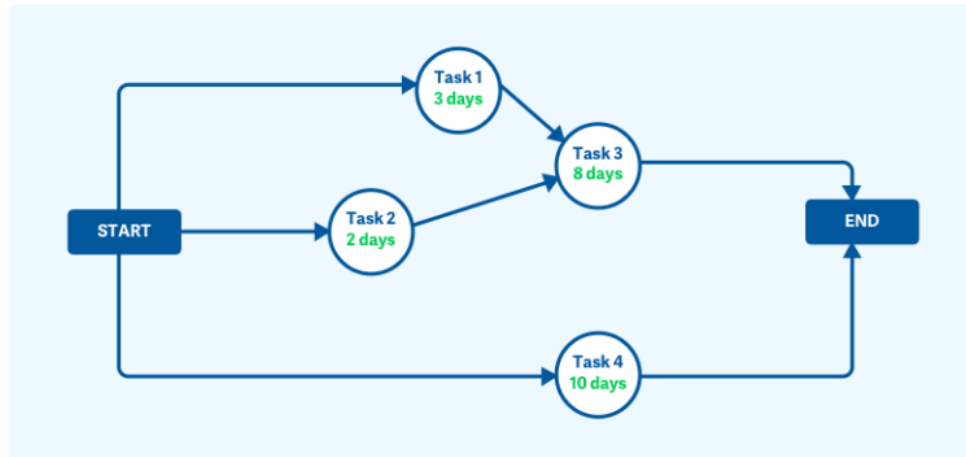 Task 1
3 days
Task 3
8 days
START
Task 2
2 days
END
Task 4
10 days